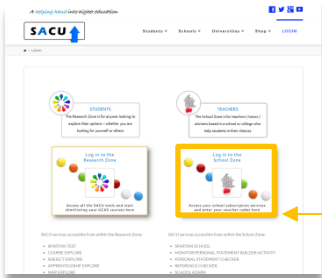 A helping hand into Higher education
SACU
Students
Schools
Universities
Shop
LOGIN
/ LOGIN
STUDENTS
The Research Zone is for anyone looking to
explore their options - whether you are
looking for yourself or others
TEACHERS
The School Zone is for teachers / tutors /
advisers based in a school or college who
help students in their choices
Log in to the
Research Zone
Access all the SACU tools and start
shortlisting your UCAS courses here
Log in to the
School Zone
Access your school subscription services
and enter your voucher codes here
SACU services accessible from within the Research Zone:
SPARTAN TEST
COURSE EXPLORE
SUBJECT EXPLORE
APPRENTICESHIP EXPLORE
MAP EXPLORE
SACU services accessible from within the School Zone:
SPARTAN SCHOOL
MONITOR PERSONAL STATEMENT BUILDER ACTIVITY
PERSONAL STATEMENT CHECKER
REFERENCE CHECKER
SCHOOL ADMIN